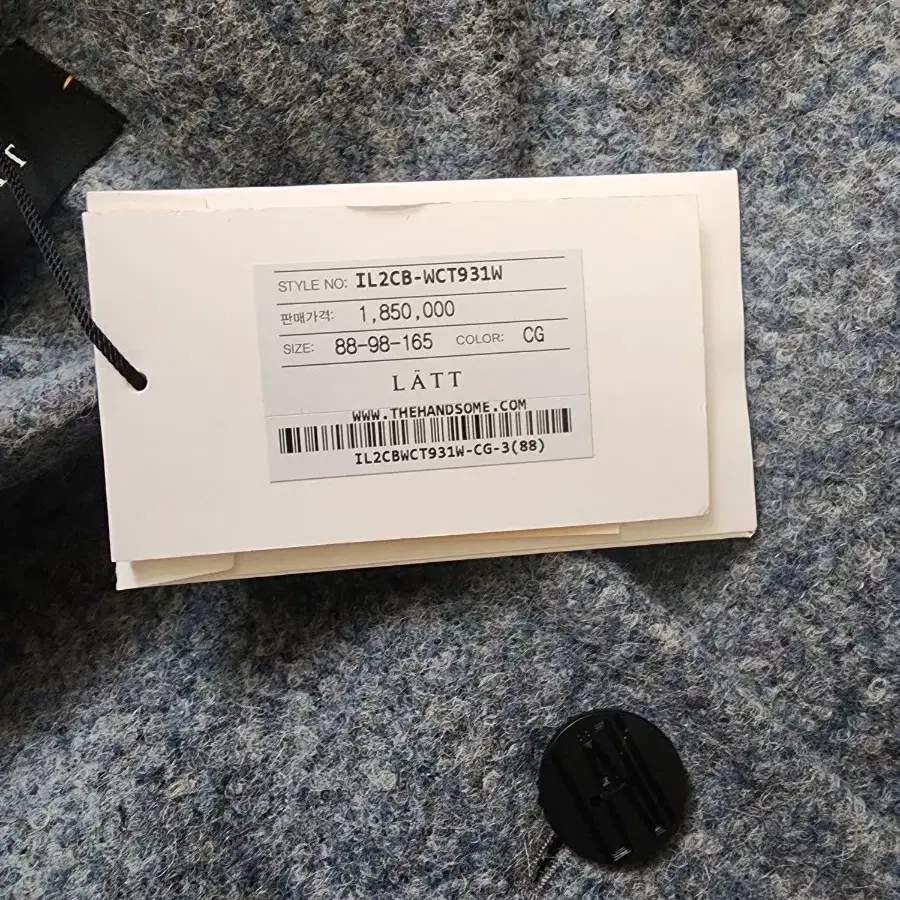 STYLE NO: IL2CB-WCT931W
판매가격: 1,850,000
SIZE: 88-98-165 COLOR: CG
LÄTT
WWW.THEHANDSOME.COM
IL2CBWCT931W-CG-3(88)